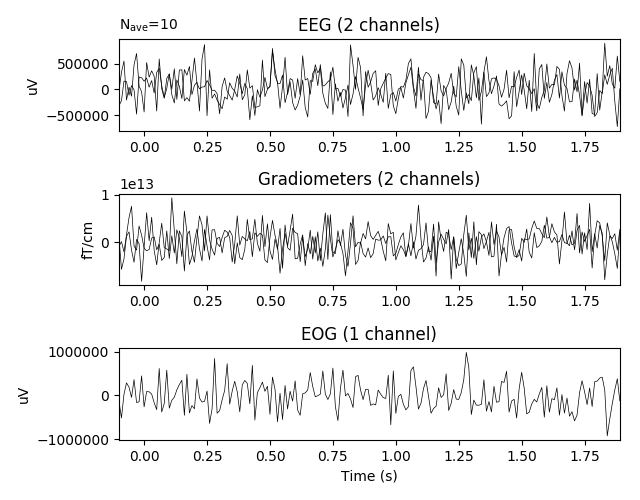 N_ave=10
EEG (2 channels)
500000
0
−500000
uV
0.00 0.25 0.50 0.75 1.00 1.25 1.50 1.75
1e13
Gradiometers (2 channels)
1
0
fT/cm
0.00 0.25 0.50 0.75 1.00 1.25 1.50 1.75
EOG (1 channel)
1000000
0
−1000000
uV
0.00 0.25 0.50 0.75 1.00 1.25 1.50 1.75
Time (s)